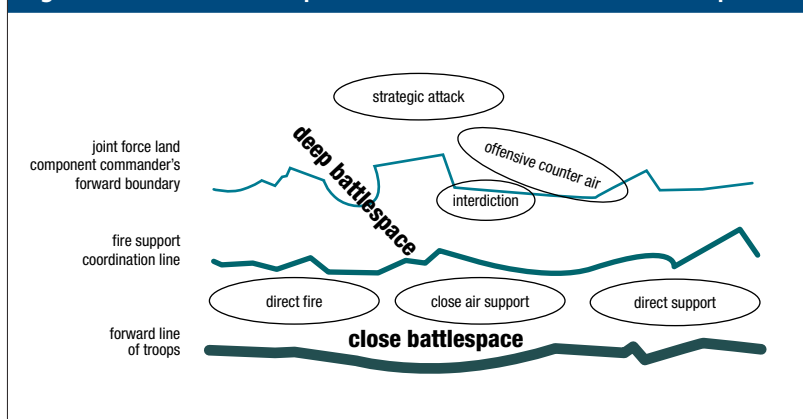 strategic attack
deep battlespace
joint force land
component commander's
forward boundary
offensive counter air
interdiction
fire support
coordination line
direct fire
close air support
direct support
forward line
of troops
close battlespace